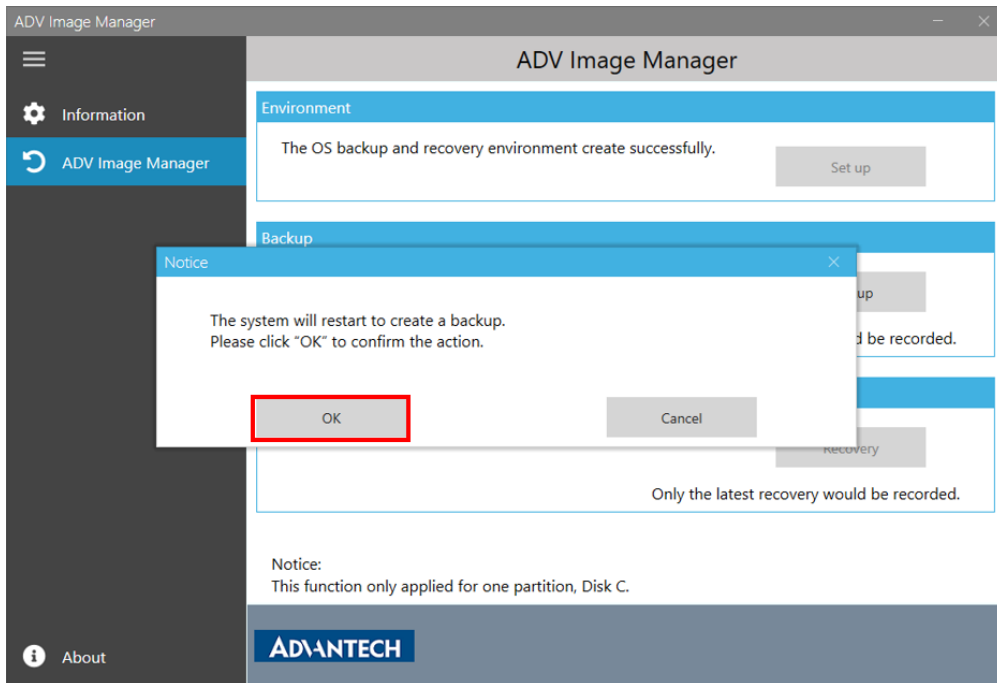 ADV Image Manager
ADV Image Manager
Information
ADV Image Manager
Environment
The OS backup and recovery environment create successfully.
Set up
Backup
Notice
The system will restart to create a backup.
Please click “OK” to confirm the action.
OK
Cancel
up
d be recorded.
Recovery
Only the latest recovery would be recorded.
Notice:
This function only applied for one partition, Disk C.
About
ADVANTECH